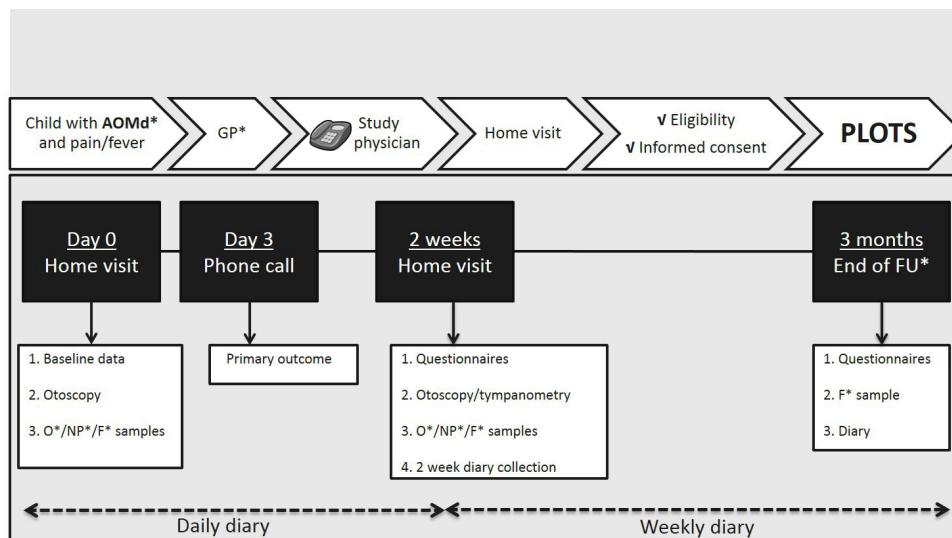 Child with AOMd*
and pain/fever
GP*
Study
physician
Home visit
√ Eligibility
√ Informed consent
PLOTS
Day 0
Home visit
Day 3
Phone call
2 weeks
Home visit
3 months
End of FU*
1. Baseline data
2. Otoscopy
3. O*/NP*/F* samples
Primary outcome
1. Questionnaires
2. Otoscopy/tympanometry
3. O*/NP*/F* samples
4. 2 week diary collection
1. Questionnaires
2. F* sample
3. Diary
Daily diary
Weekly diary